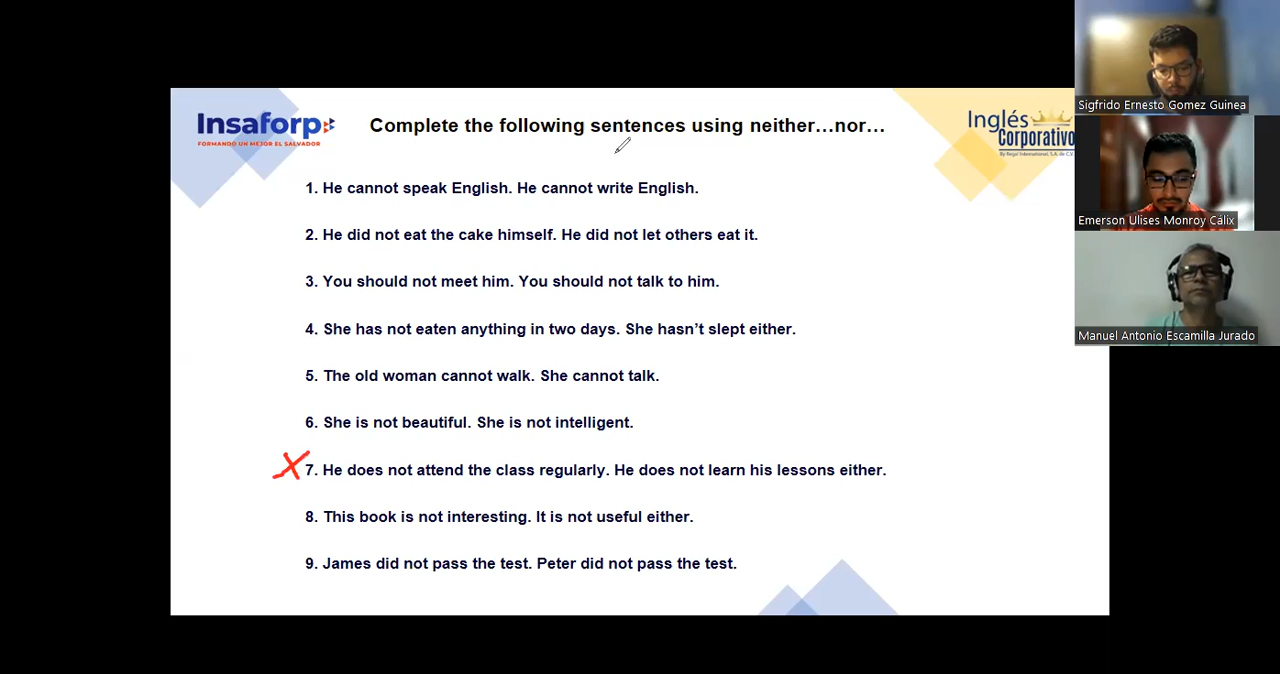 Insaforp
FORMANDO UN MEJOR EL SALVADOR
Complete the following sentences using neither…nor…
Inglés
Corporativo
By Regal International, S.A. de C.V.
1. He cannot speak English. He cannot write English.
2. He did not eat the cake himself. He did not let others eat it.
3. You should not meet him. You should not talk to him.
4. She has not eaten anything in two days. She hasn’t slept either.
5. The old woman cannot walk. She cannot talk.
6. She is not beautiful. She is not intelligent.
X 7. He does not attend the class regularly. He does not learn his lessons either.
8. This book is not interesting. It is not useful either.
9. James did not pass the test. Peter did not pass the test.
Sigfrido Ernesto Gomez Guinea
Emerson Ulises Monroy Cálix
Manuel Antonio Escamilla Jurado